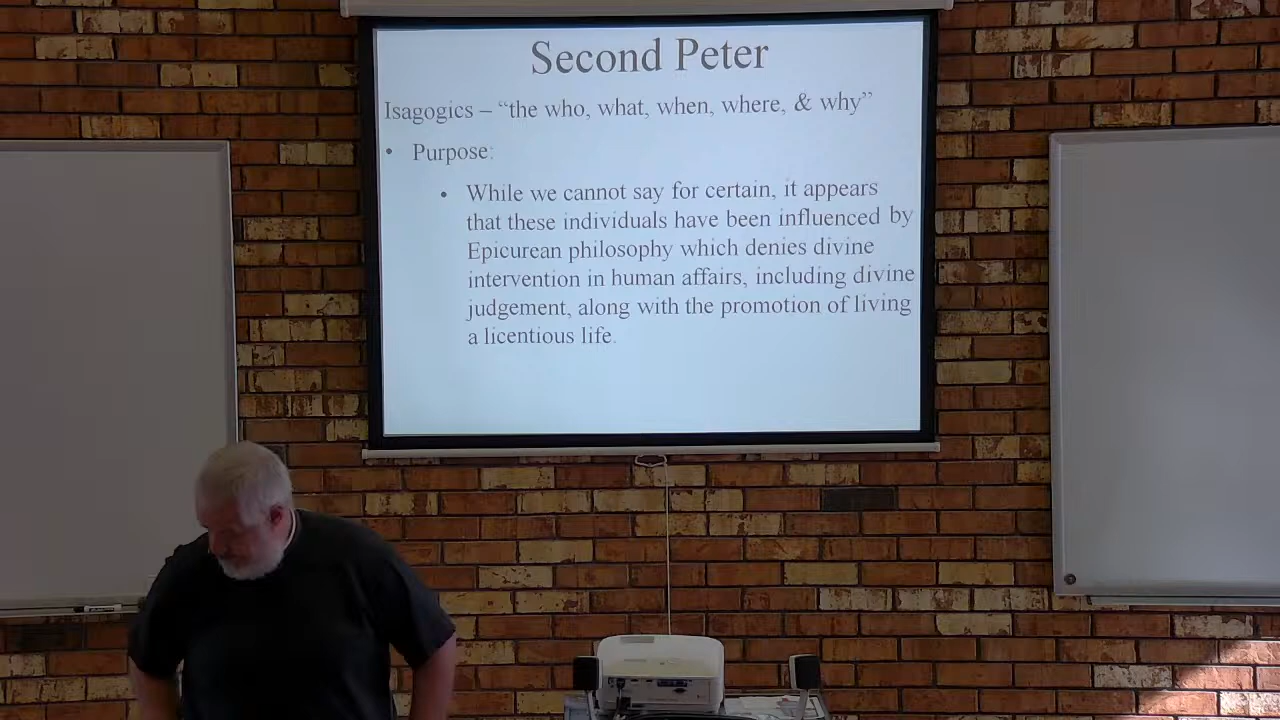 Second Peter
Isagogics – “the who, what, when, where, & why”
• Purpose:
• While we cannot say for certain, it appears
that these individuals have been influenced by
Epicurean philosophy which denies divine
intervention in human affairs, including divine
judgement, along with the promotion of living
a licentious life.